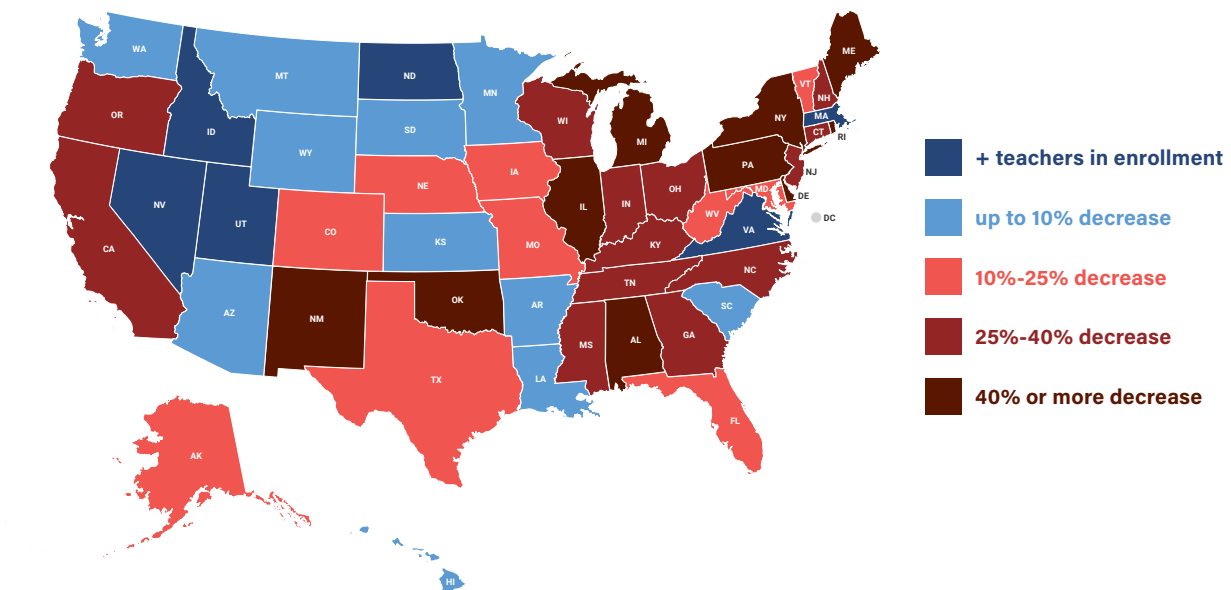 WA
MT
ND
MN
ME
VT
NH
OR
ID
SD
WI
NY
MA
WY
MI
CT
RI
+ teachers in enrollment
NE
IA
PA
NJ
NV
IL
IN
OH
MD
DE
UT
CO
KS
MO
WV
VA
DC
up to 10% decrease
CA
KY
NC
10%-25% decrease
TN
AZ
NM
OK
AR
SC
MS
AL
GA
25%-40% decrease
TX
LA
40% or more decrease
FL
AK
HI